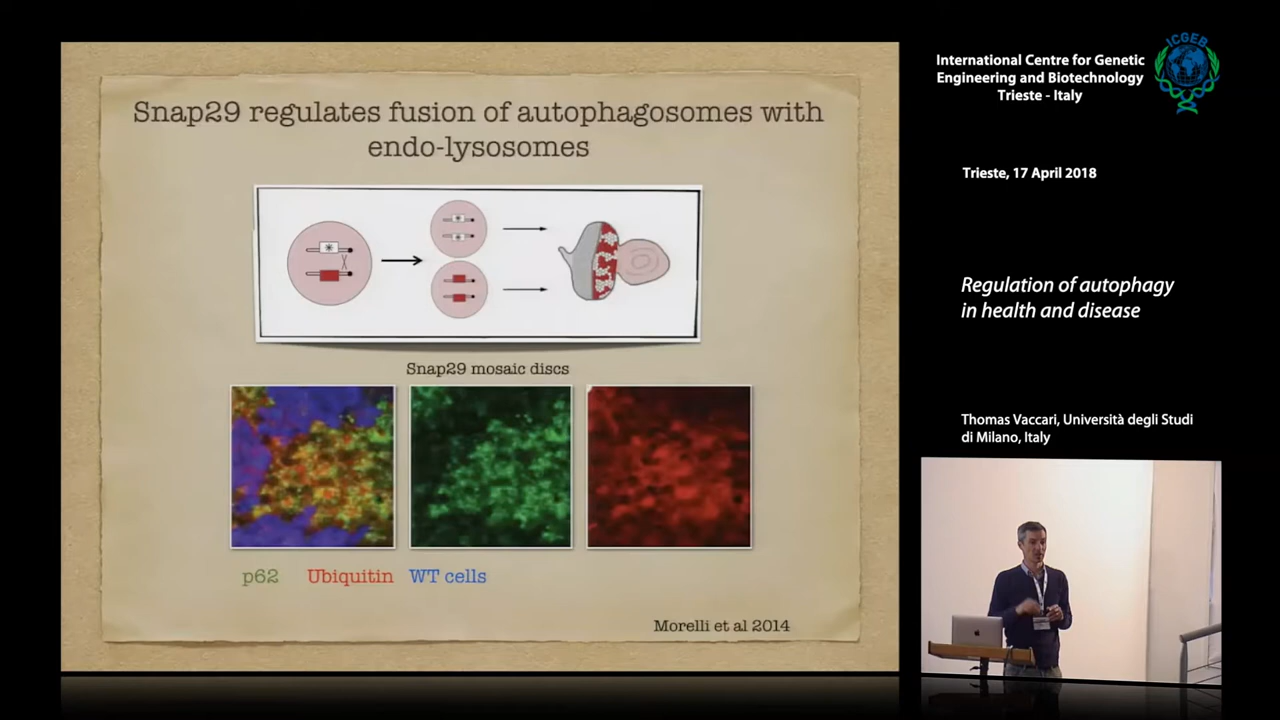 Snap29 regulates fusion of autophagosomes with
endo-lysosomes
Snap29 mosaic discs
p62 Ubiquitin WT cells
Morelli et al 2014
International Centre for Genetic
Engineering and Biotechnology
Trieste - Italy
ICGEB
Trieste, 17 April 2018
Regulation of autophagy
in health and disease
Thomas Vaccari, Università degli Studi
di Milano, Italy